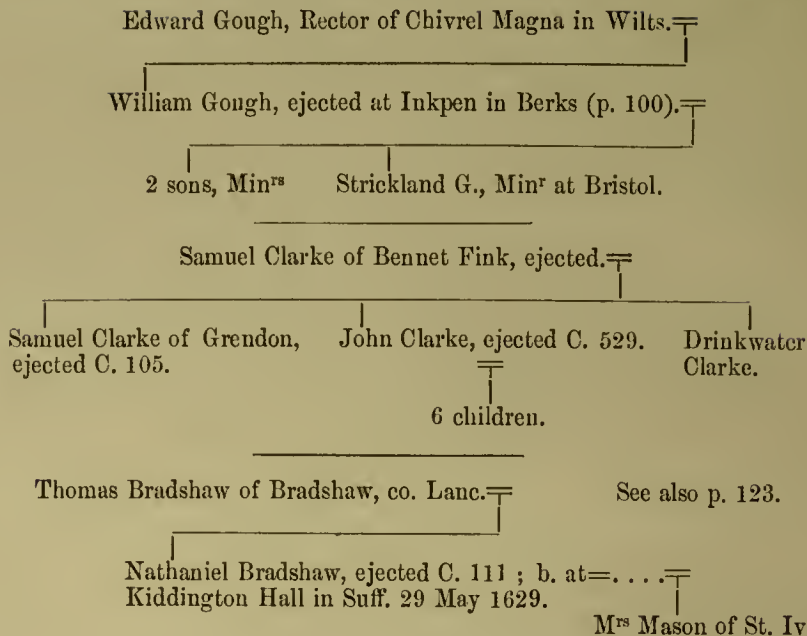 Edward Gough, Rector of Chivrel Magna in Wilts.
William Gough, ejected at Inkpen in Berks (p. 100).
2 sons, Minrs Strickland G., Minr at Bristol.
Samuel Clarke of Bennet Fink, ejected.
Samuel Clarke of Grendon, John Clarke, ejected C. 529. Drinkwater
ejected C. 105. Clarke.
6 children.
Thomas Bradshaw of Bradshaw, co. Lanc. See also p. 123.
Nathaniel Bradshaw, ejected C. 111 ; b. at=. . . .
Kiddington Hall in Suff. 29 May 1629.
Mrs Mason of St. Iv